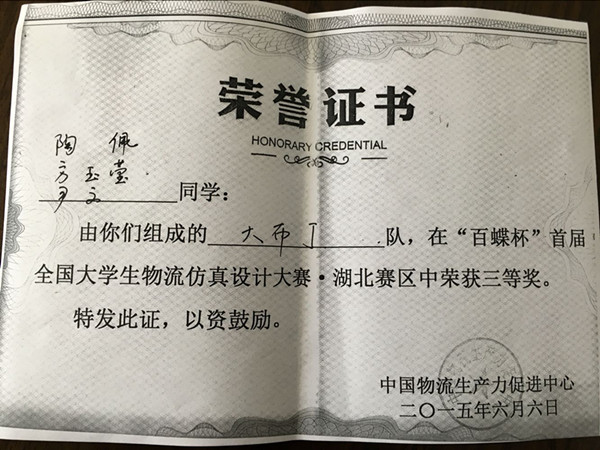 荣誉证书
HONORARY CREDENTIAL
陶佩
方玉莹
尹文 同学：
由你们组成的 大布丁 队，在“百蝶杯”首届
全国大学生物流仿真设计大赛·湖北赛区中荣获三等奖。
特发此证，以资鼓励。
中国物流生产力促进中心
二〇一五年六月六日